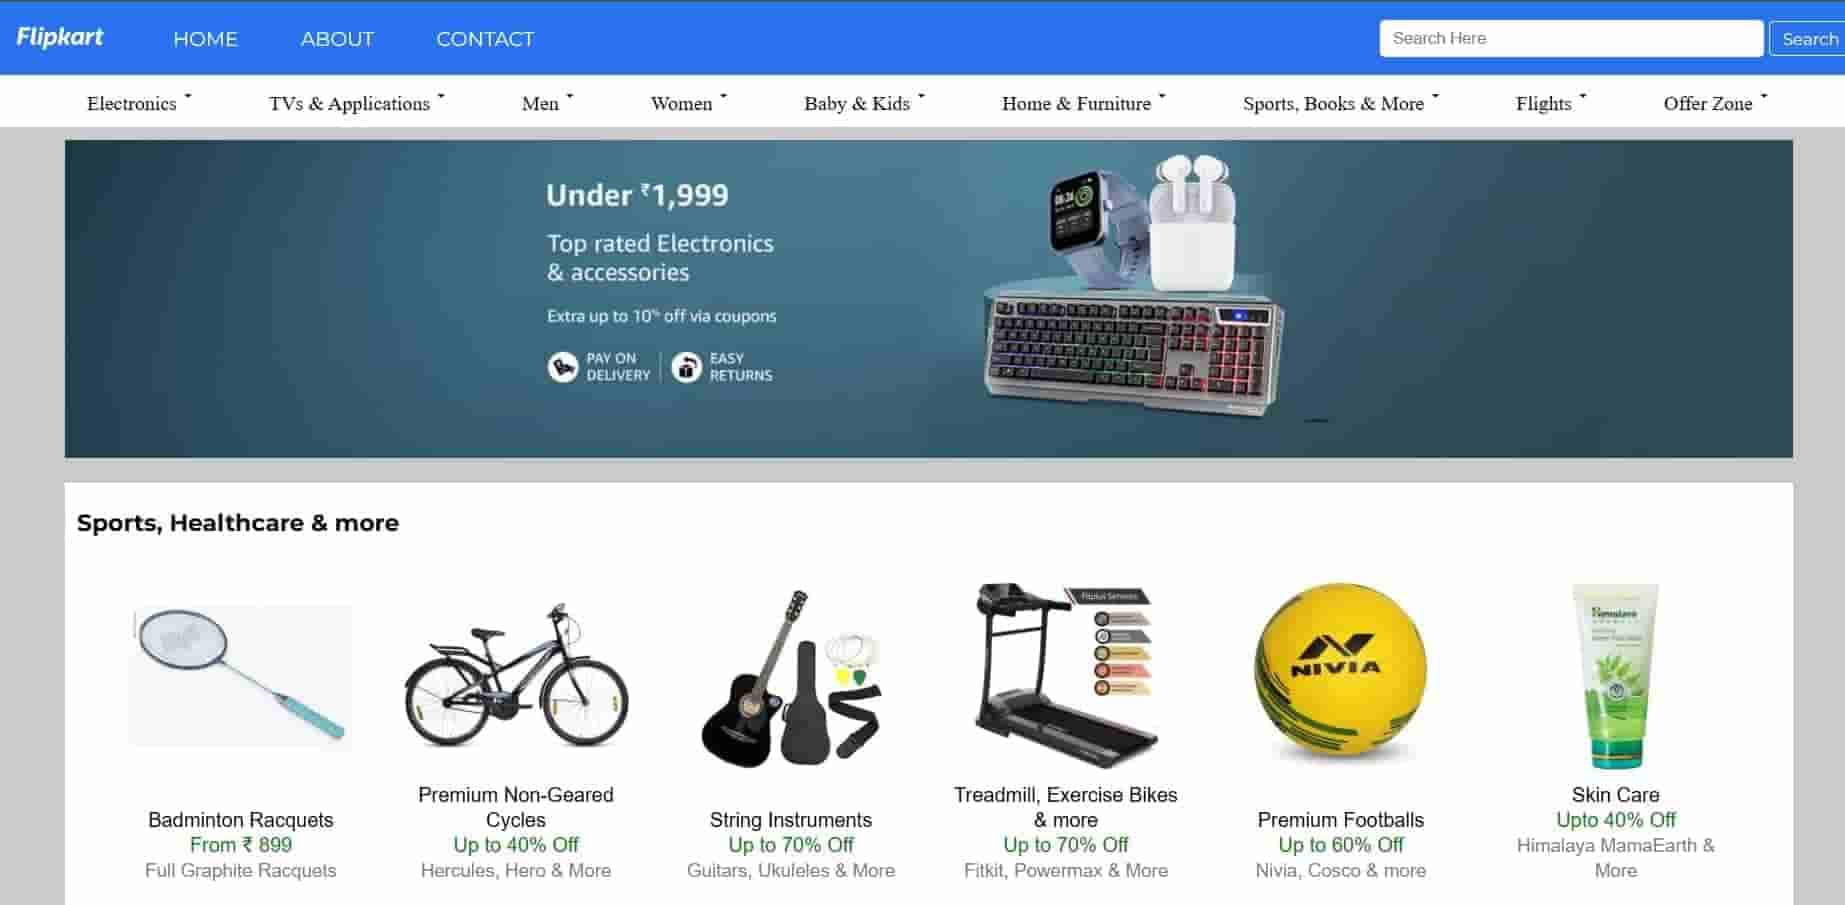 Flipkart HOME ABOUT CONTACT Search Here Search
Electronics TVs & Applications Men Women Baby & Kids Home & Furniture Sports, Books & More Flights Offer Zone
Under ₹1,999
Top rated Electronics
& accessories
Extra up to 10% off via coupons
PAY ON
DELIVERY
EASY
RETURNS
08:36
Sports, Healthcare & more
Fitplus Services
NIVIA
Himalaya
Badminton Racquets
From ₹ 899
Full Graphite Racquets
Premium Non-Geared
Cycles
Up to 40% Off
Hercules, Hero & More
String Instruments
Up to 70% Off
Guitars, Ukuleles & More
Treadmill, Exercise Bikes
& more
Up to 70% Off
Fitkit, Powermax & More
Premium Footballs
Up to 60% Off
Nivia, Cosco & more
Skin Care
Upto 40% Off
Himalaya MamaEarth &
More